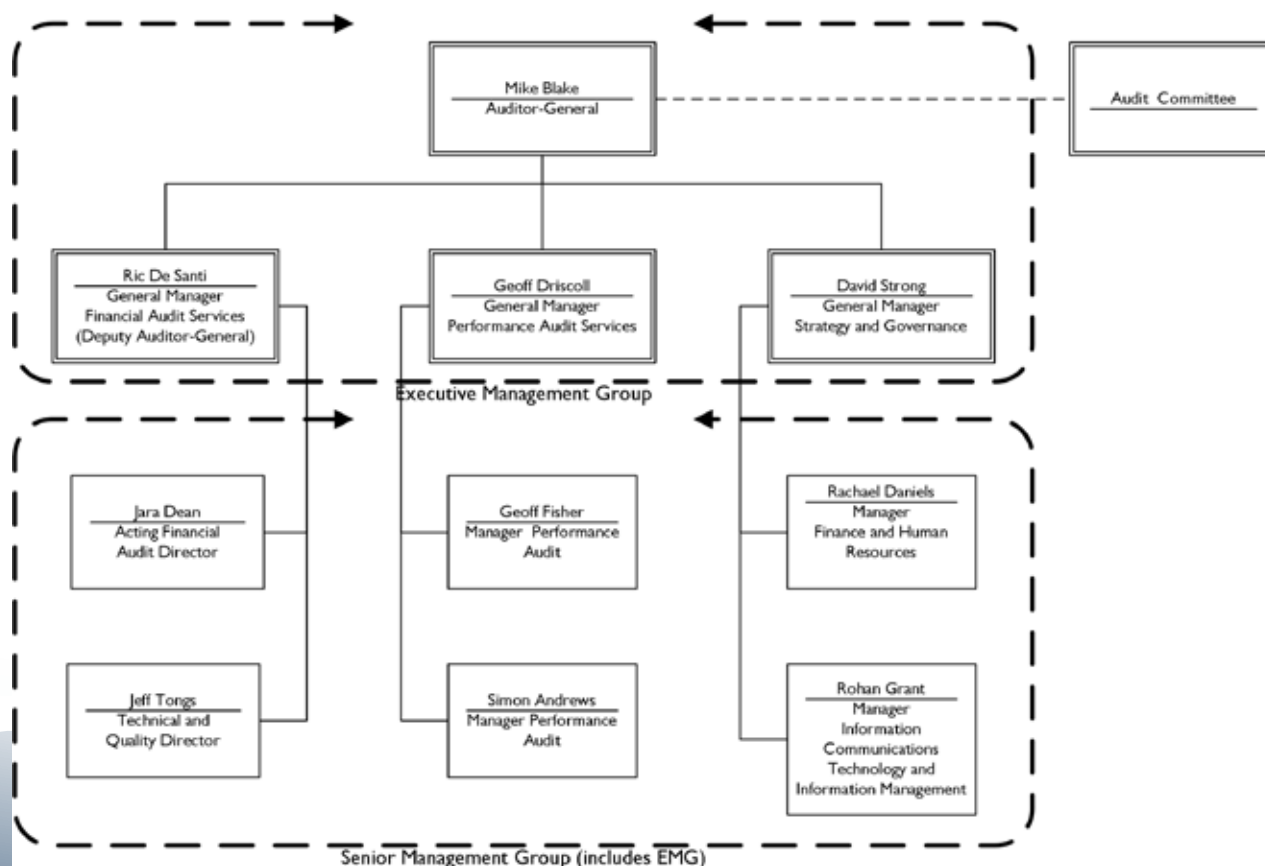 Mike Blake
Auditor-General
Audit Committee
Ric De Santi
General Manager
Financial Audit Services
(Deputy Auditor-General)
Geoff Driscoll
General Manager
Performance Audit Services
David Strong
General Manager
Strategy and Governance
Executive Management Group
Jara Dean
Acting Financial
Audit Director
Geoff Fisher
Manager Performance
Audit
Rachael Daniels
Manager
Finance and Human
Resources
Jeff Tongs
Technical and
Quality Director
Simon Andrews
Manager Performance
Audit
Rohan Grant
Manager
Information
Communications
Technology and
Information Management
Senior Management Group (includes EMG)